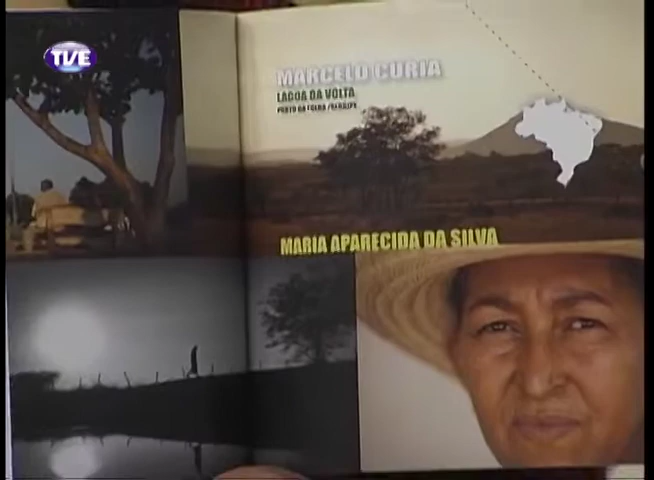 TVE
MARCELO CURIA
LAGOA DA VOLTA
PORTO DA FOLHA / SERGIPE
MARIA APARECIDA DA SILVA